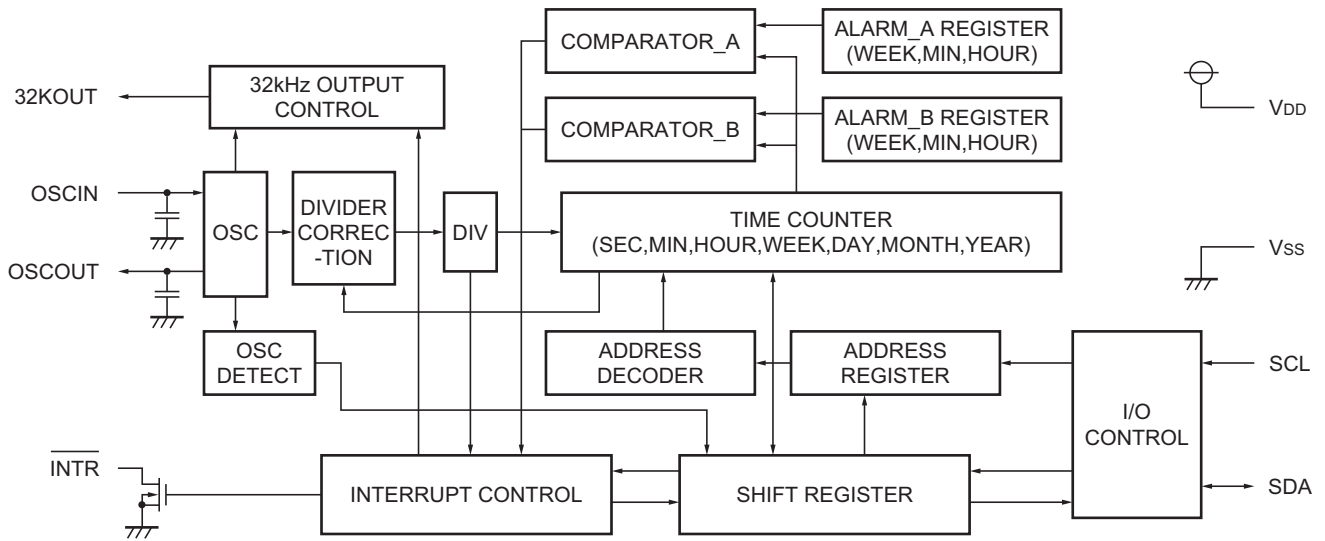 COMPARATOR_A
ALARM_A REGISTER
(WEEK,MIN,HOUR)
32KOUT
32kHz OUTPUT
CONTROL
VDD
COMPARATOR_B
ALARM_B REGISTER
(WEEK,MIN,HOUR)
OSCIN
OSC
DIVIDER
CORREC
-TION
DIV
TIME COUNTER
(SEC,MIN,HOUR,WEEK,DAY,MONTH,YEAR)
VSS
OSCOUT
OSC
DETECT
ADDRESS
DECODER
ADDRESS
REGISTER
I/O
CONTROL
SCL
INTR
INTERRUPT CONTROL
SHIFT REGISTER
SDA